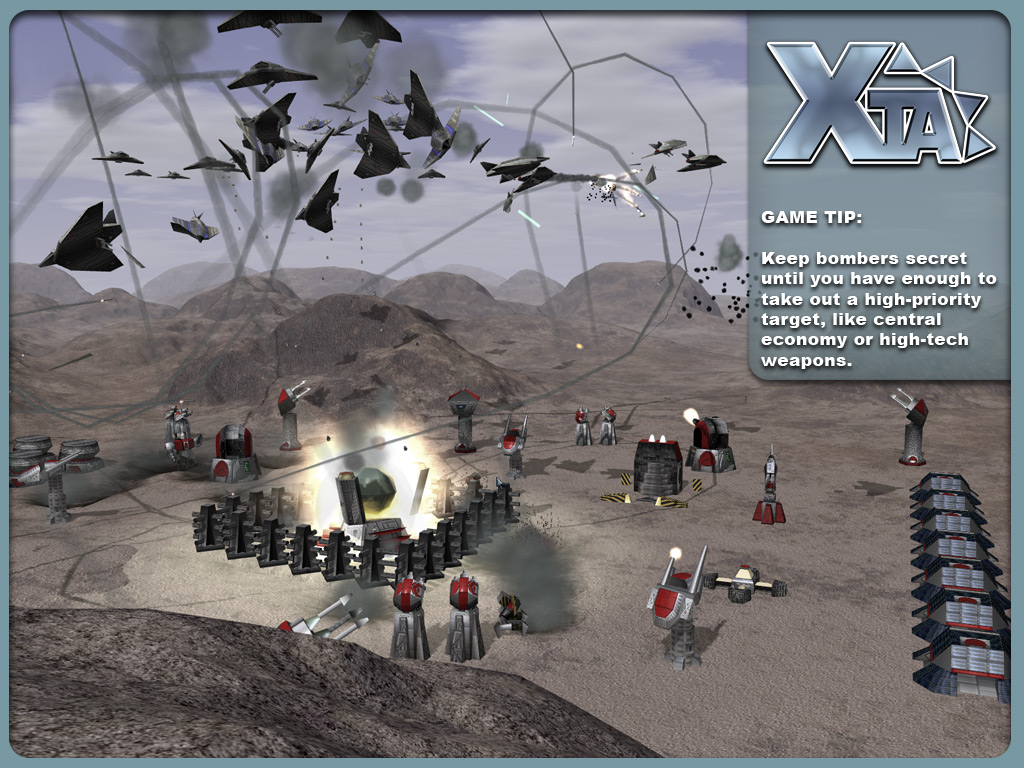 XTA
GAME TIP:
Keep bombers secret
until you have enough to
take out a high-priority
target, like central
economy or high-tech
weapons.